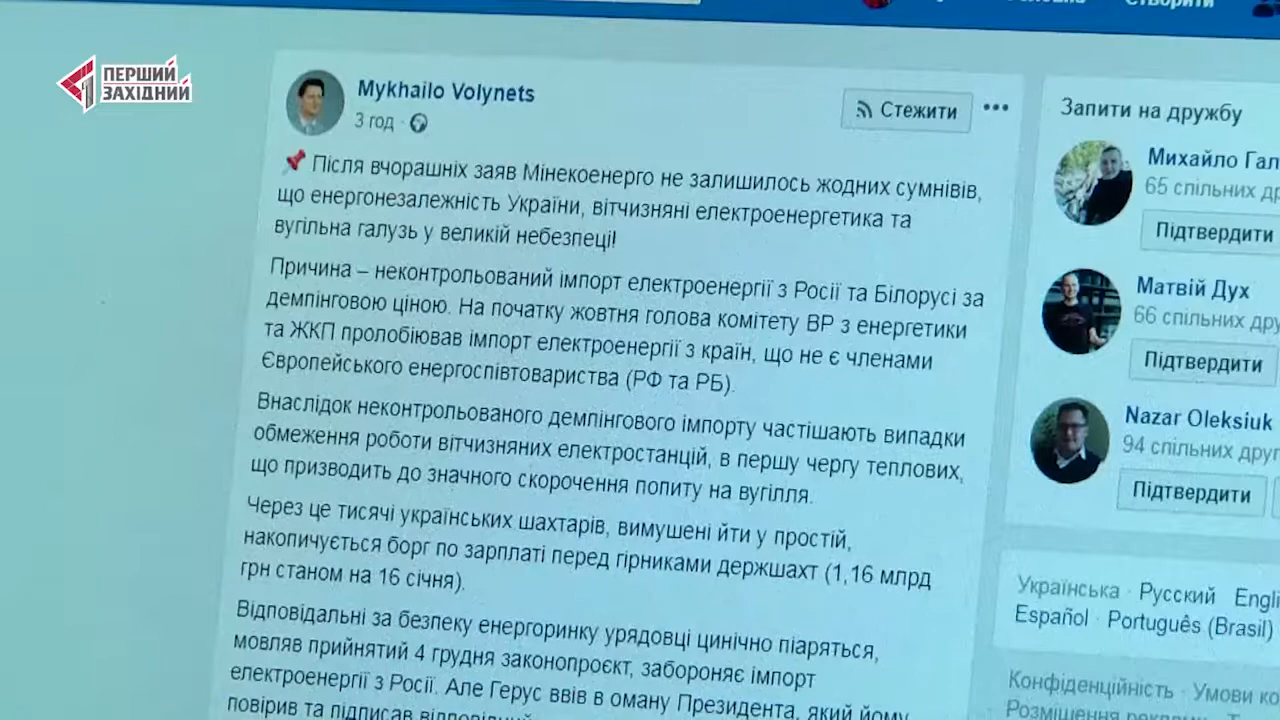 Створити
ПЕРШИЙ
ЗАХІДНИЙ
Mykhailo Volynets
3 год
Стежити
Після вчорашніх заяв Мінекоенерго не залишилось жодних сумнівів,
що енергонезалежність України, вітчизняні електроенергетика та
вугільна галузь у великій небезпеці!
Причина – неконтрольований імпорт електроенергії з Росії та Білорусі за
демпінговою ціною. На початку жовтня голова комітету ВР з енергетики
та ЖКП пролобіював імпорт електроенергії з країн, що не є членами
Європейського енергоспівтовариства (РФ та РБ).
Внаслідок неконтрольованого демпінгового імпорту частішають випадки
обмеження роботи вітчизняних електростанцій, в першу чергу теплових,
що призводить до значного скорочення попиту на вугілля.
Через це тисячі українських шахтарів, вимушені йти у простій,
накопичується борг по зарплаті перед гірниками держшахт (1,16 млрд
грн станом на 16 січня).
Відповідальні за безпеку енергоринку урядовці цинічно піаряться,
мовляв прийнятий 4 грудня законопроєкт, забороняє імпорт
електроенергії з Росії. Але Герус ввів в оману Президента, який йому
повірив та підписав
Запити на дружбу
Михайло Гал
65 спільних др
Підтвердити
Матвій Дух
66 спільних дру
Підтвердити
Nazar Oleksiuk
94 спільних друг
Підтвердити
Українська · Русский Engli
Español · Português (Brasil)
Конфіденційність · Умови ко
Розміщення